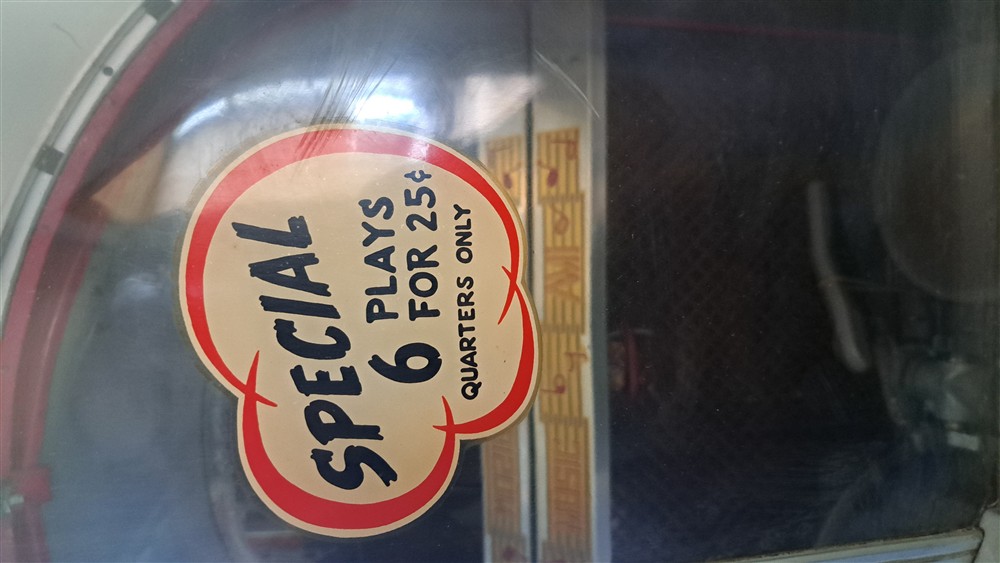 SPECIAL
6 PLAYS
FOR 25¢
QUARTERS ONLY